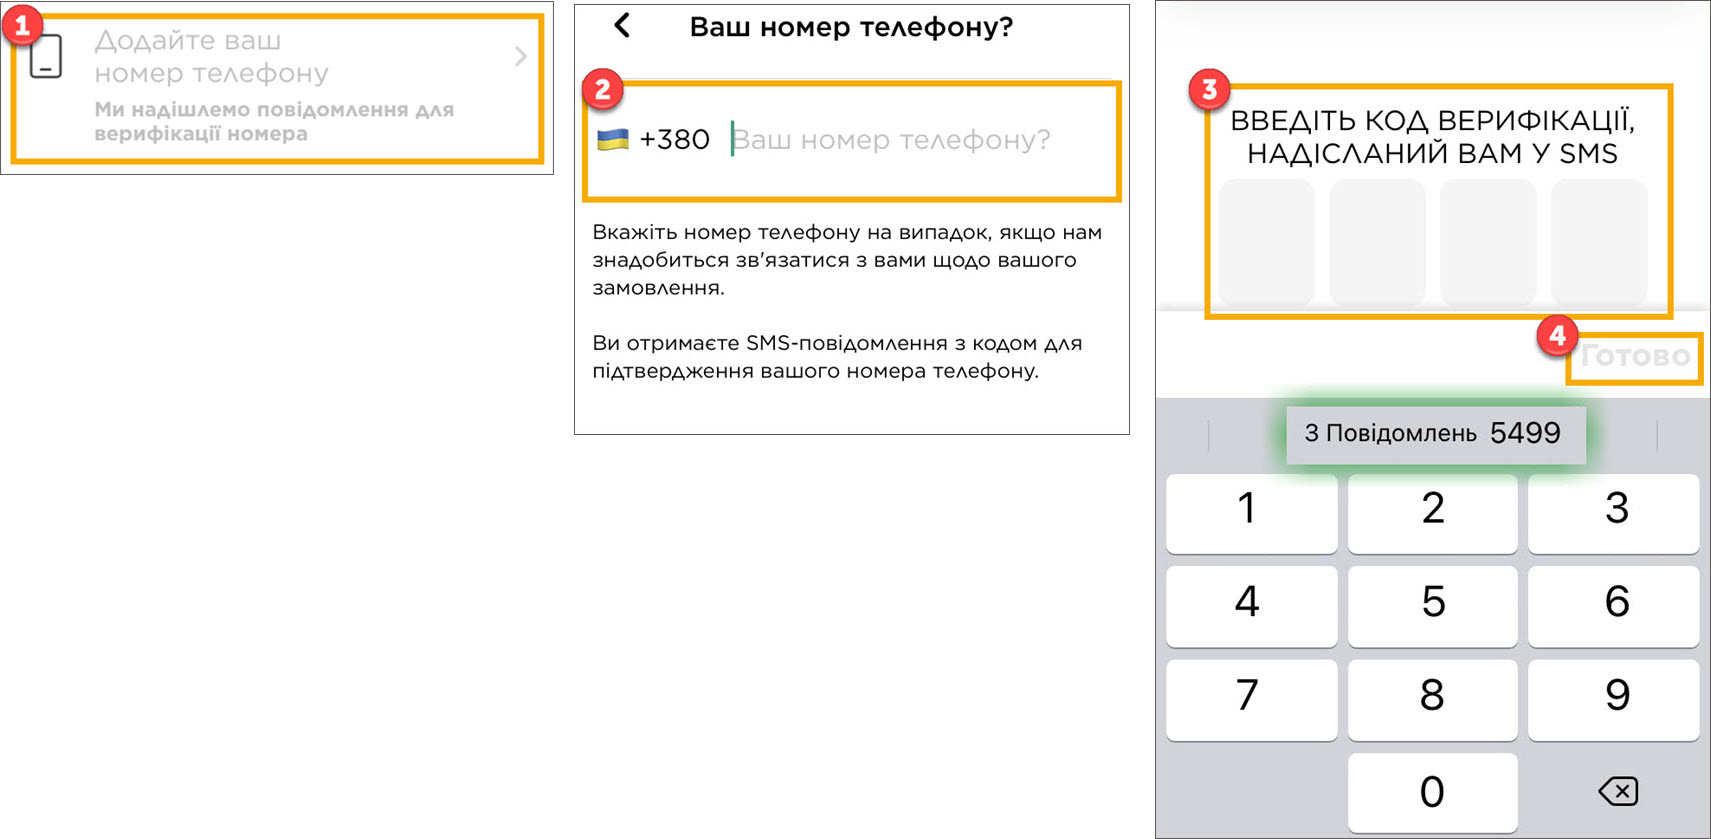 1
Додайте ваш
номер телефону
Ми надішлемо повідомлення для
верифікації номера
Ваш номер телефону?
2
+380 Ваш номер телефону?
Вкажіть номер телефону на випадок, якщо нам
знадобиться зв'язатися з вами щодо вашого
замовлення.
Ви отримаєте SMS-повідомлення з кодом для
підтвердження вашого номера телефону.
3
ВВЕДІТЬ КОД ВЕРИФІКАЦІЇ,
НАДІСЛАНИЙ ВАМ У SMS
4
Готово
З Повідомлень 5499
1 2 3
4 5 6
7 8 9
0